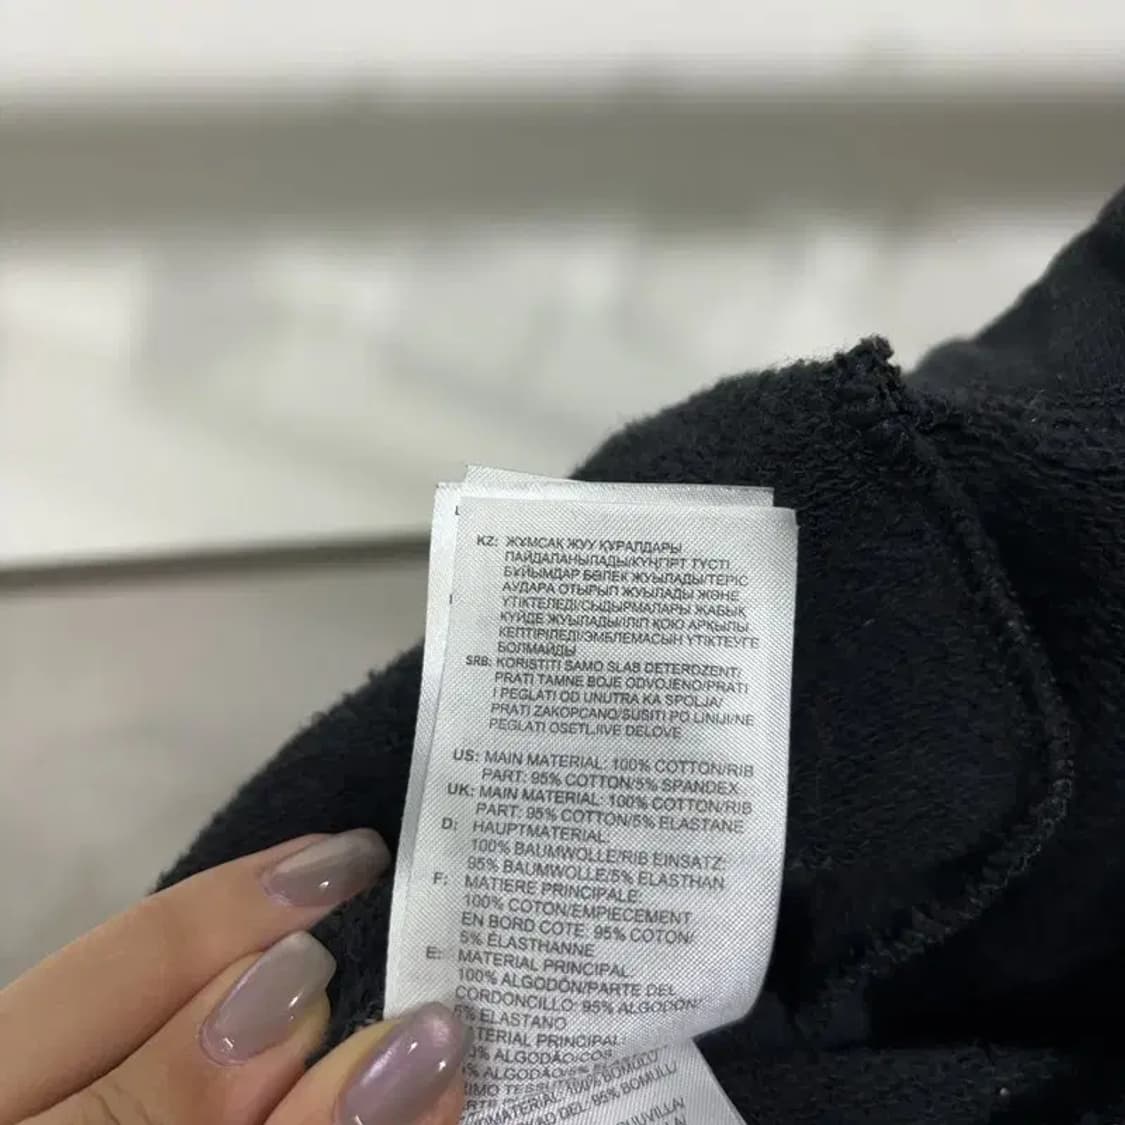 KZ: ЖҰМСАҚ ЖУУ ҚҰРАЛДАРЫ
ПАЙДАЛАНЫЛАДЫ/КҮҢГІРТ ТҮСТІ
БҰЙЫМДАР БӨЛЕК ЖУЫЛАДЫ/ТЕРІС
АУДАРА ОТЫРЫП ЖУЫЛАДЫ ЖӘНЕ
ҮТІКТЕЛЕДІ/СЫДЫРМАЛАРЫ ЖАБЫҚ
КҮЙДЕ ЖУЫЛАДЫ/ІЛІП ҚОЮ АРҚЫЛЫ
КЕПТІРІЛЕДІ/ЭМБЛЕМАСЫН ҮТІКТЕУГЕ
БОЛМАЙДЫ
SRB: KORISTITI SAMO SLAB DETERDZENT/
PRATI TAMNE BOJE ODVOJENO/PRATI
I PEGLATI OD UNUTRA KA SPOLJA/
PRATI ZAKOPCANO/SUSITI PO LINIJI/NE
PEGLATI OSETLJIVE DELOVE
US: MAIN MATERIAL: 100% COTTON/RIB
PART: 95% COTTON/5% SPANDEX
UK: MAIN MATERIAL: 100% COTTON/RIB
PART: 95% COTTON/5% ELASTANE
D: HAUPTMATERIAL:
100% BAUMWOLLE/RIB EINSATZ:
95% BAUMWOLLE/5% ELASTHAN
F: MATIERE PRINCIPALE:
100% COTON/EMPIECEMENT
EN BORD COTE: 95% COTON/
5% ELASTHANNE
E: MATERIAL PRINCIPAL:
100% ALGODÓN/PARTE DEL
CORDONCILLO: 95% ALGODÓN/
5% ELASTANO
PRINCIPAL:
ALGODÃO/COS
95% BOMULL/